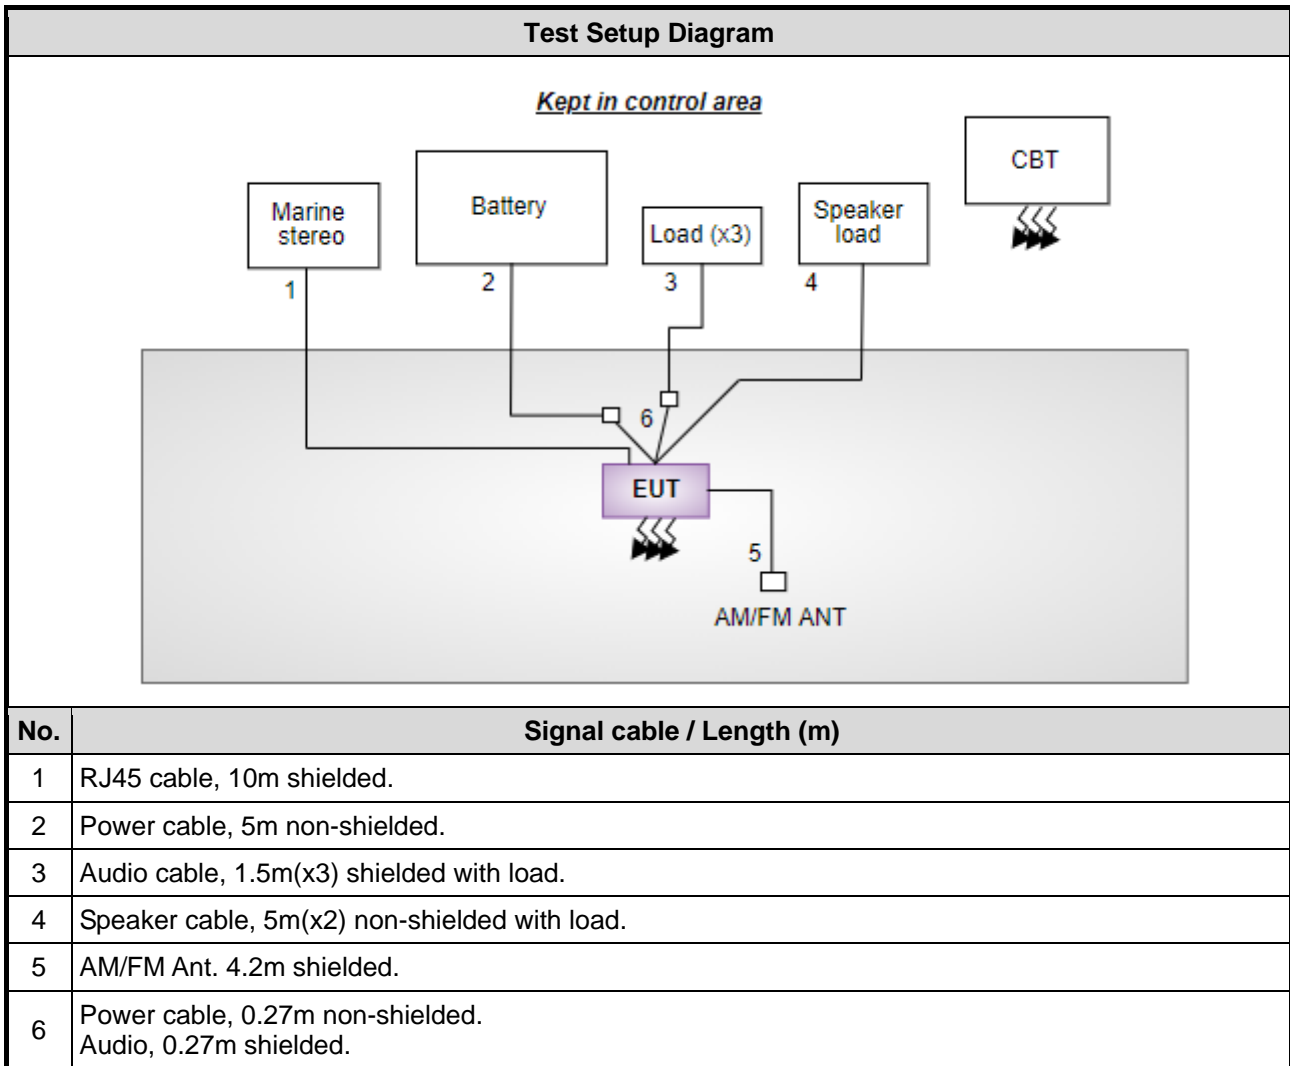 Test Setup Diagram
Kept in control area
CBT
Marine
stereo
Battery
Load (x3)
Speaker
load
1
2
3
4
6
EUT
5
AM/FM ANT
No.
Signal cable / Length (m)
1
RJ45 cable, 10m shielded.
2
Power cable, 5m non-shielded.
3
Audio cable, 1.5m(x3) shielded with load.
4
Speaker cable, 5m(x2) non-shielded with load.
5
AM/FM Ant. 4.2m shielded.
6
Power cable, 0.27m non-shielded.
Audio, 0.27m shielded.